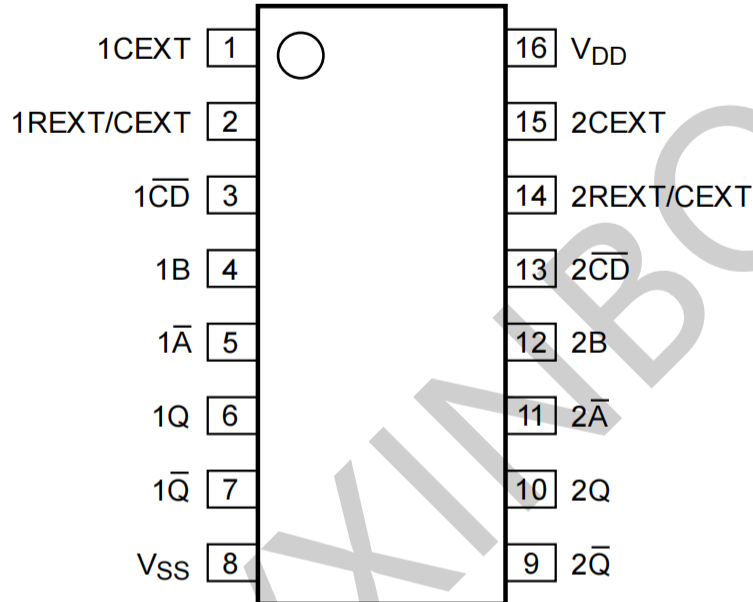 1CEXT 1 16 VDD
1REXT/CEXT 2 15 2CEXT
1C̅D̅ 3 14 2REXT/CEXT
1B 4 13 2C̅D̅
1A̅ 5 12 2B
1Q 6 11 2A̅
1Q̅ 7 10 2Q
VSS 8 9 2Q̅
XINBO